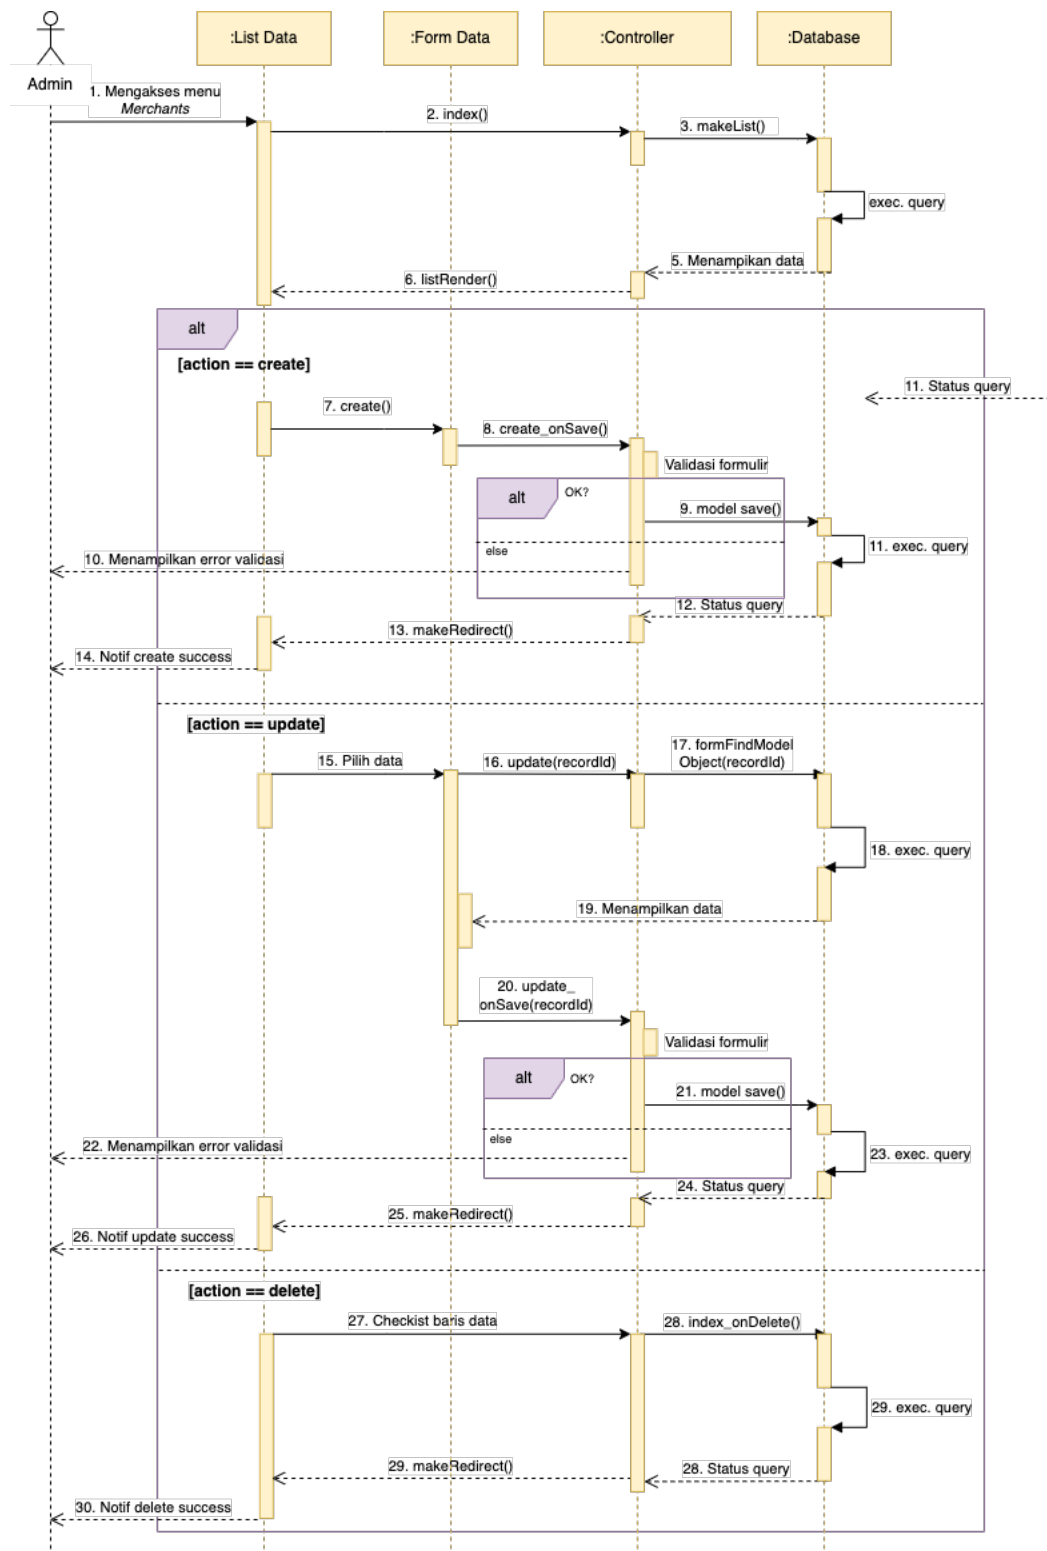 :List Data
:Form Data
:Controller
:Database
Admin
1. Mengakses menu
Merchants
2. index()
3. makeList()
exec. query
5. Menampikan data
6. listRender()
alt
[action == create]
11. Status query
7. create()
8. create_onSave()
Validasi formulir
alt
OK?
9. model save()
else
11. exec. query
10. Menampilkan error validasi
12. Status query
13. makeRedirect()
14. Notif create success
[action == update]
15. Pilih data
16. update(recordId)
17. formFindModel
Object(recordId)
18. exec. query
19. Menampilkan data
20. update_
onSave(recordId)
Validasi formulir
alt
OK?
21. model save()
else
22. Menampilkan error validasi
23. exec. query
24. Status query
25. makeRedirect()
26. Notif update success
[action == delete]
27. Checkist baris data
28. index_onDelete()
29. exec. query
29. makeRedirect()
28. Status query
30. Notif delete success